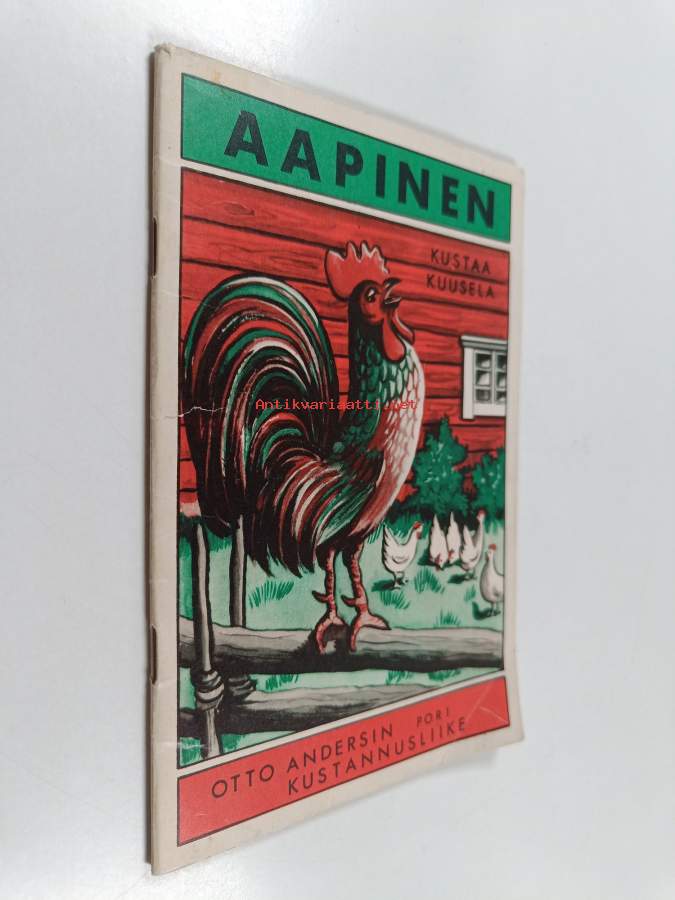 AAPINEN
KUSTAA
KUUSELA
Antikvariaatti.net
OTTO ANDERSIN PORI
KUSTANNUSLIIKE